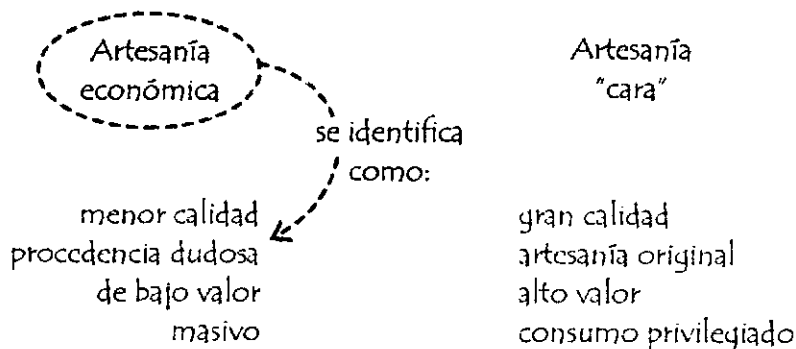 Artesanía
económica
Artesanía
"cara"
se identifica
como:
menor calidad
procedencia dudosa
de bajo valor
masivo
gran calidad
artesanía original
alto valor
consumo privilegiado